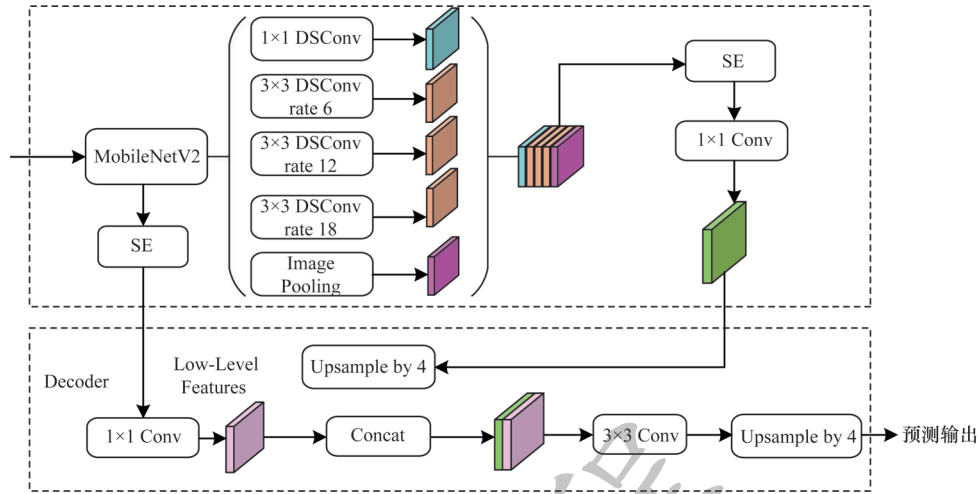 1×1 DSConv
3×3 DSConv
rate 6
3×3 DSConv
rate 12
3×3 DSConv
rate 18
Image
Pooling
MobileNetV2
SE
SE
1×1 Conv
Decoder
Low-Level
Features
Upsample by 4
1×1 Conv
Concat
3×3 Conv
Upsample by 4
预测输出